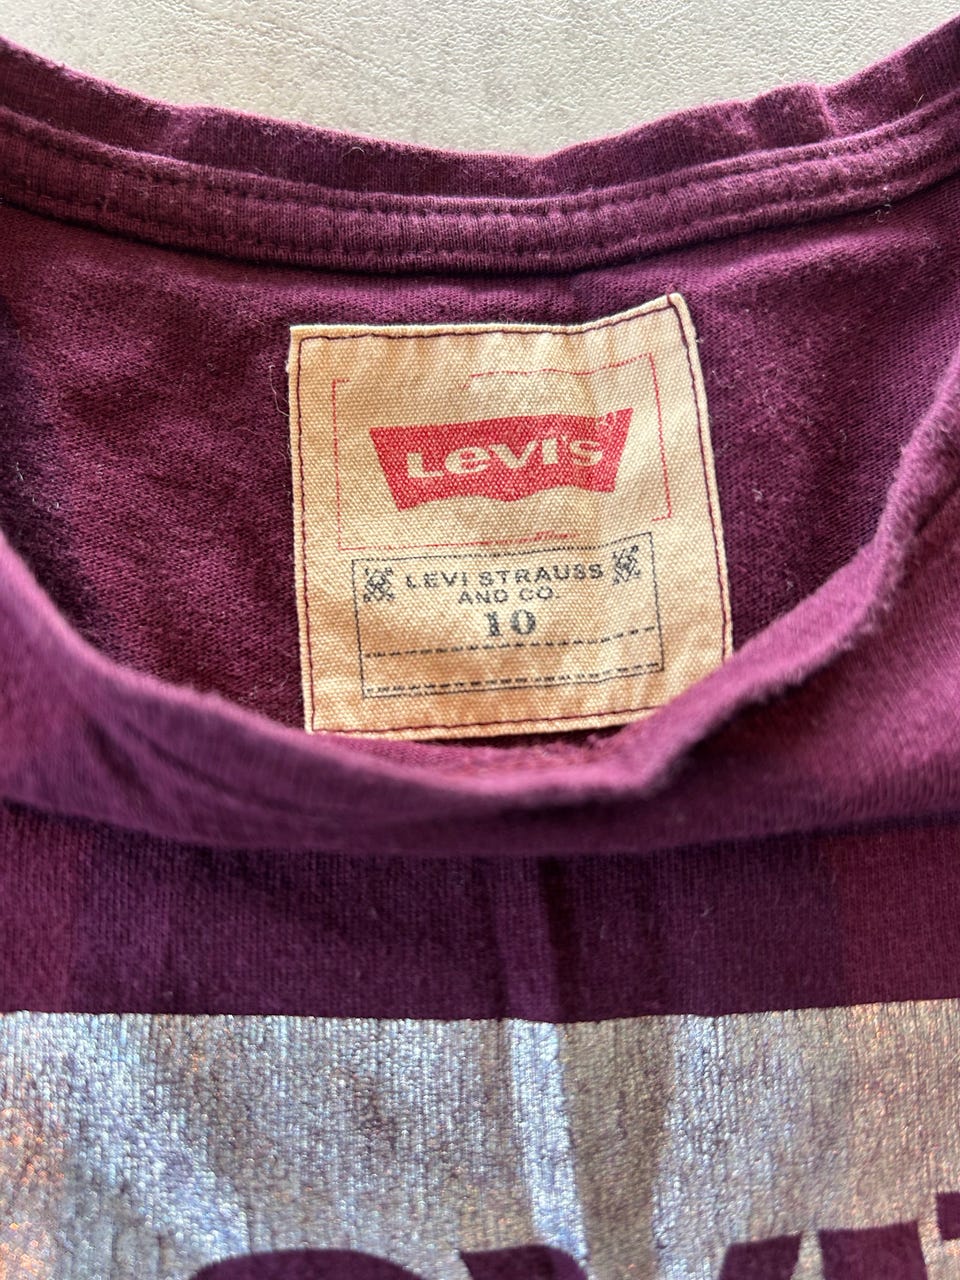 Levi's
LEVI STRAUSS
AND CO.
10